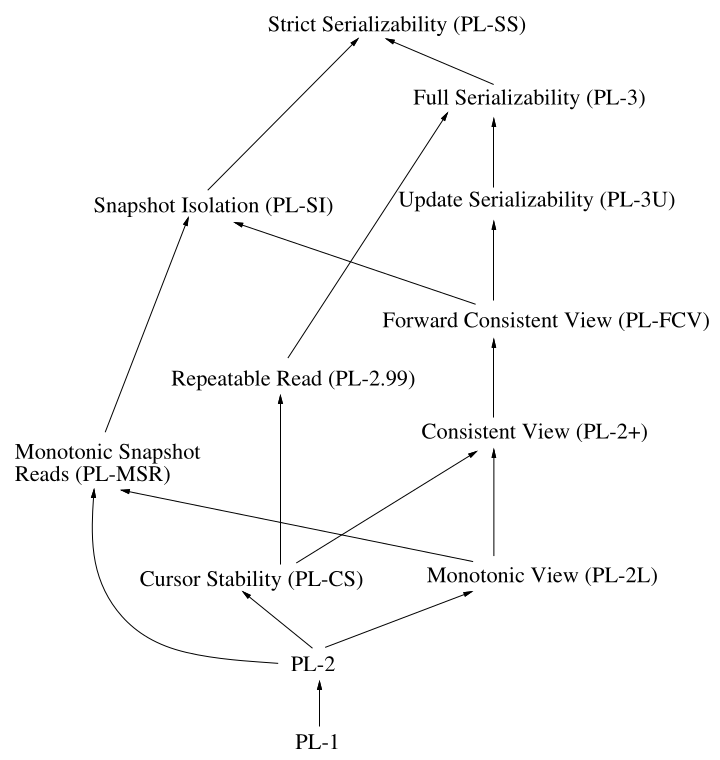 Strict Serializability (PL-SS)
Full Serializability (PL-3)
Snapshot Isolation (PL-SI)
Update Serializability (PL-3U)
Forward Consistent View (PL-FCV)
Repeatable Read (PL-2.99)
Consistent View (PL-2+)
Monotonic Snapshot
Reads (PL-MSR)
Cursor Stability (PL-CS)
Monotonic View (PL-2L)
PL-2
PL-1